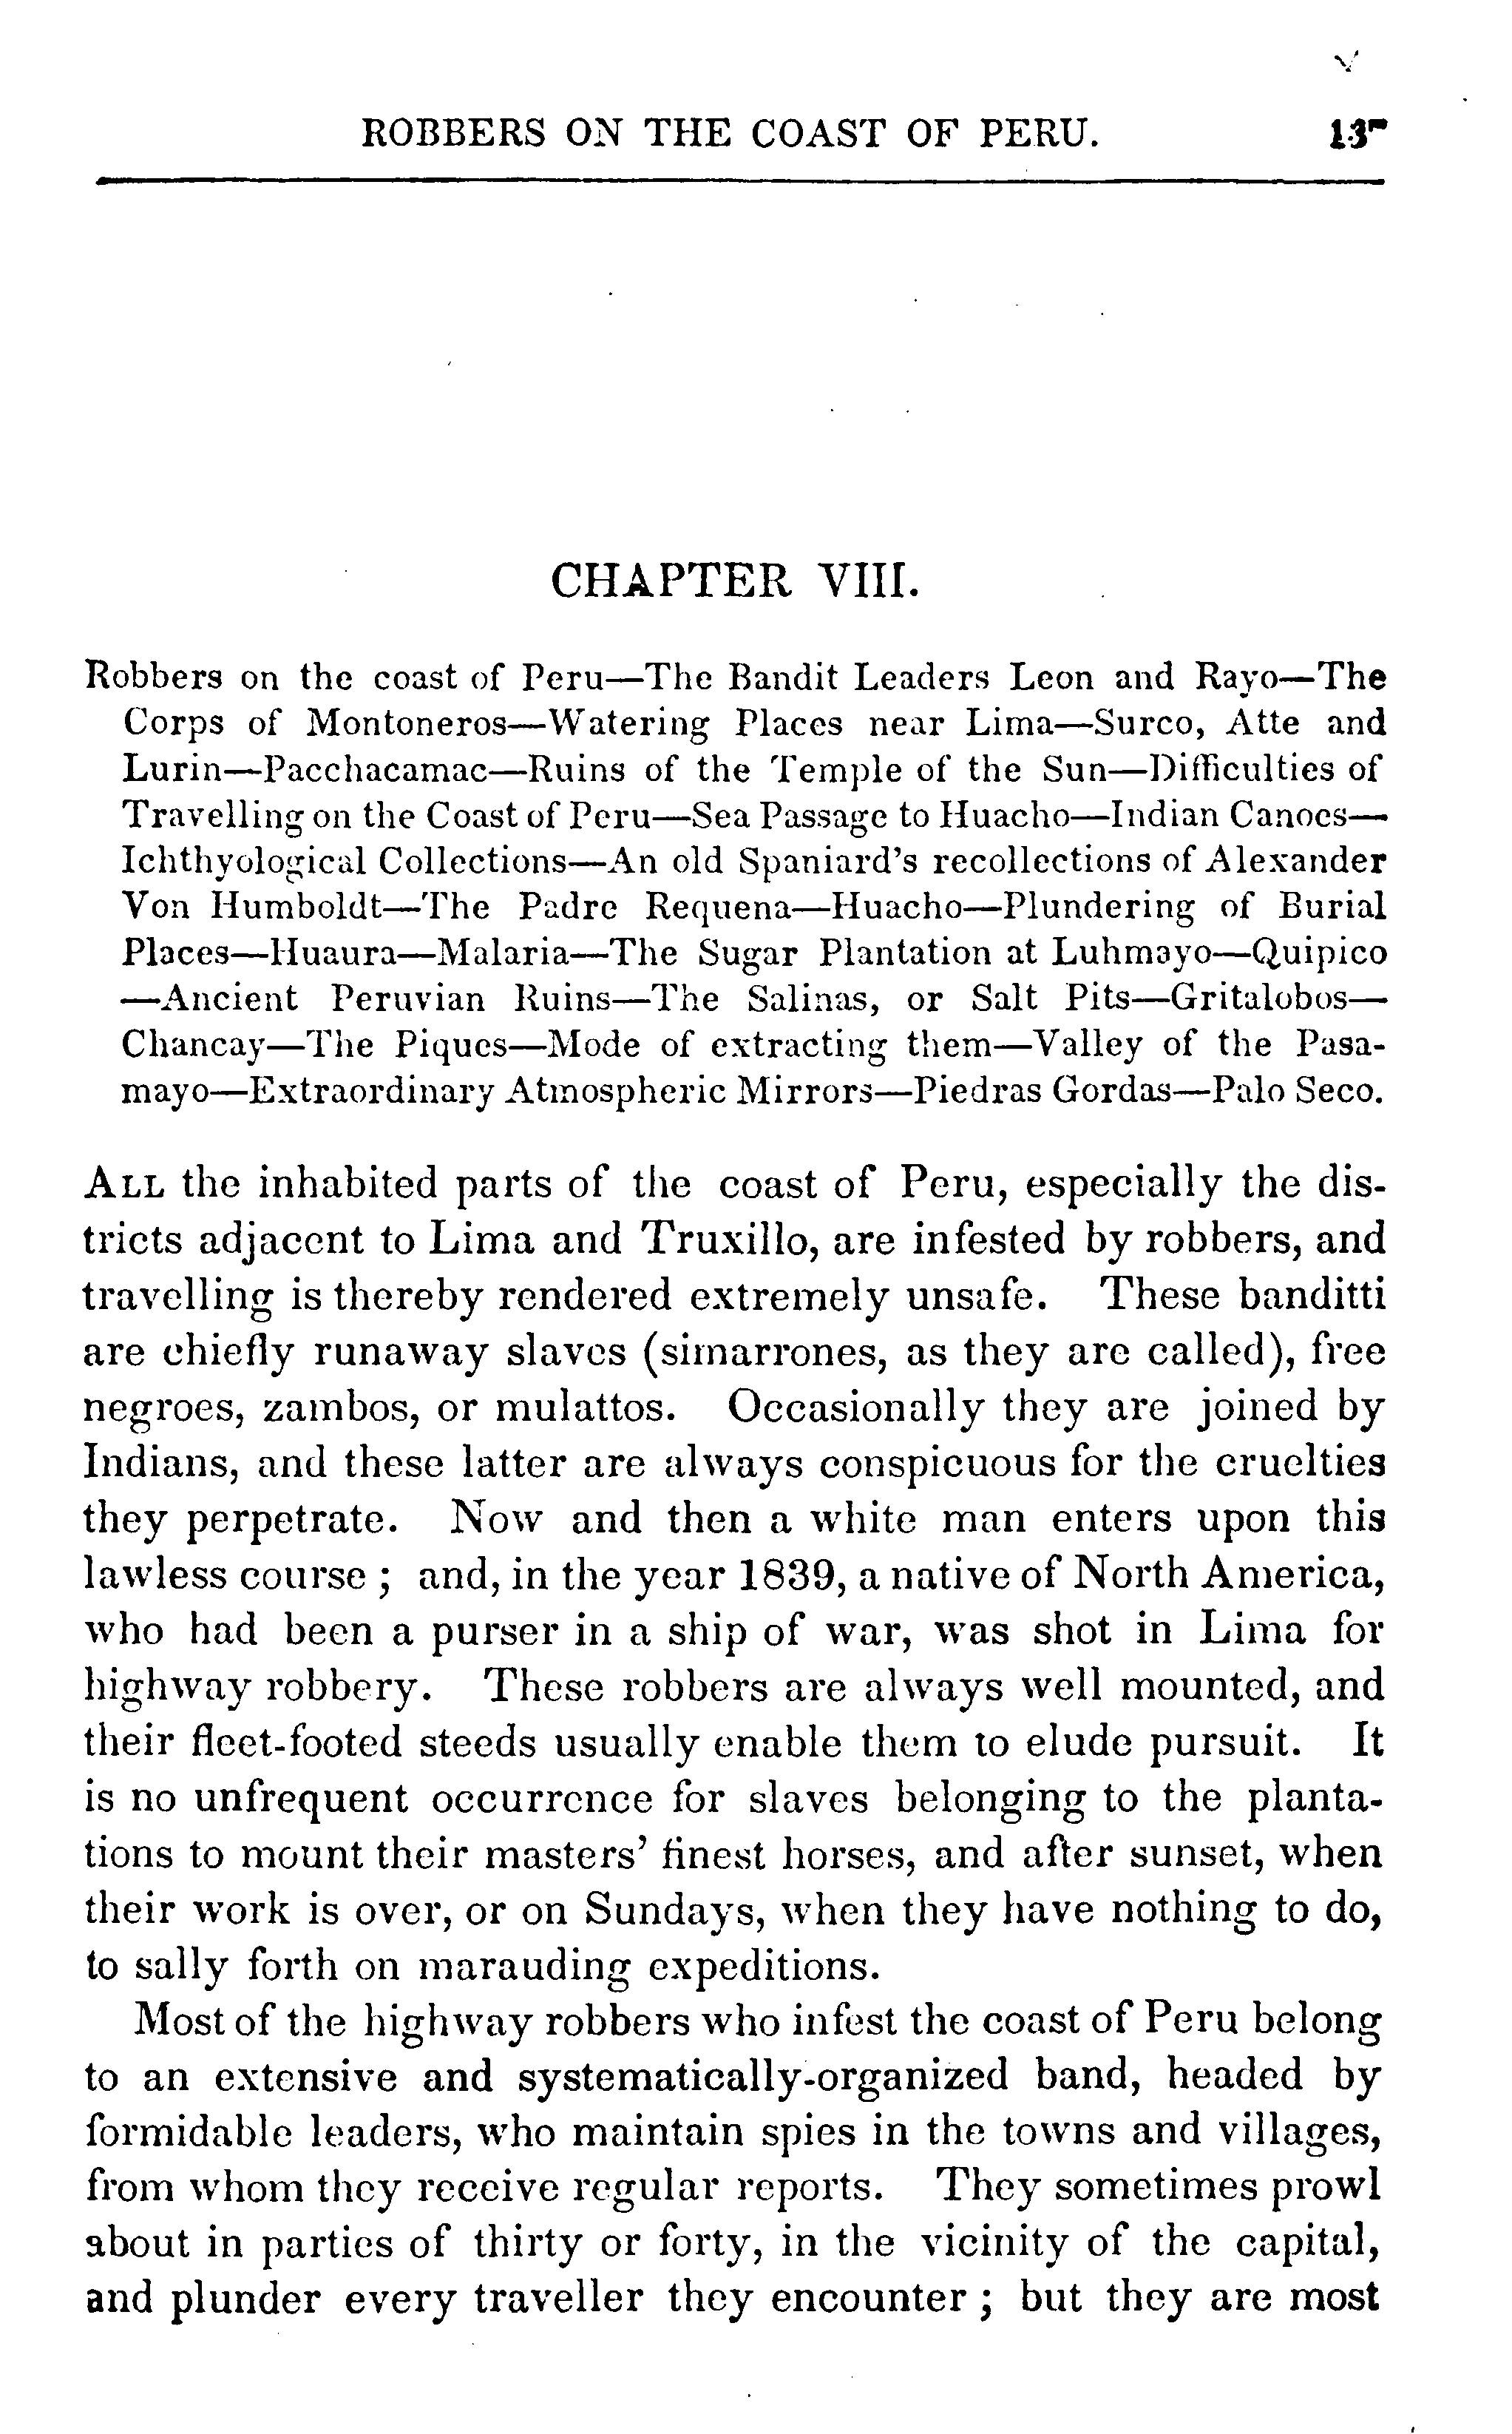 ROBBERS ON THE COAST OF PERU.
CHAPTER VIII.
Robbers on the coast of Peru—The Bandit Leaders Leon and Rayo—The
Corps of Montoneros—Watering Places near Lima—Surco, Atte and
Lurin—Pacchacamac—Ruins of the Temple of the Sun—Difficulties of
Travelling on the Coast of Peru—Sea Passage to Huacho—Indian Canoes—
Ichthyological Collections—An old Spaniard's recollections of Alexander
Von Humboldt—The Padre Requena—Huacho—Plundering of Burial
Places—Huaura—Malaria—The Sugar Plantation at Luhmayo—Quipico
—Ancient Peruvian Ruins—The Salinas, or Salt Pits—Gritalobos—
Chancay—The Piques—Mode of extracting them—Valley of the Pasa-
mayo—Extraordinary Atmospheric Mirrors—Piedras Gordas—Palo Seco.
ALL the inhabited parts of the coast of Peru, especially the dis-
tricts adjacent to Lima and Truxillo, are infested by robbers, and
travelling is thereby rendered extremely unsafe. These banditti
are chiefly runaway slaves (simarrones, as they are called), free
negroes, zambos, or mulattos. Occasionally they are joined by
Indians, and these latter are always conspicuous for the cruelties
they perpetrate. Now and then a white man enters upon this
lawless course ; and, in the year 1839, a native of North America,
who had been a purser in a ship of war, was shot in Lima for
highway robbery. These robbers are always well mounted, and
their fleet-footed steeds usually enable them to elude pursuit. It
is no unfrequent occurrence for slaves belonging to the planta-
tions to mount their masters' finest horses, and after sunset, when
their work is over, or on Sundays, when they have nothing to do,
to sally forth on marauding expeditions.
Most of the highway robbers who infest the coast of Peru belong
to an extensive and systematically-organized band, headed by
formidable leaders, who maintain spies in the towns and villages,
from whom they receive regular reports. They sometimes prowl
about in parties of thirty or forty, in the vicinity of the capital,
and plunder every traveller they encounter ; but they are most